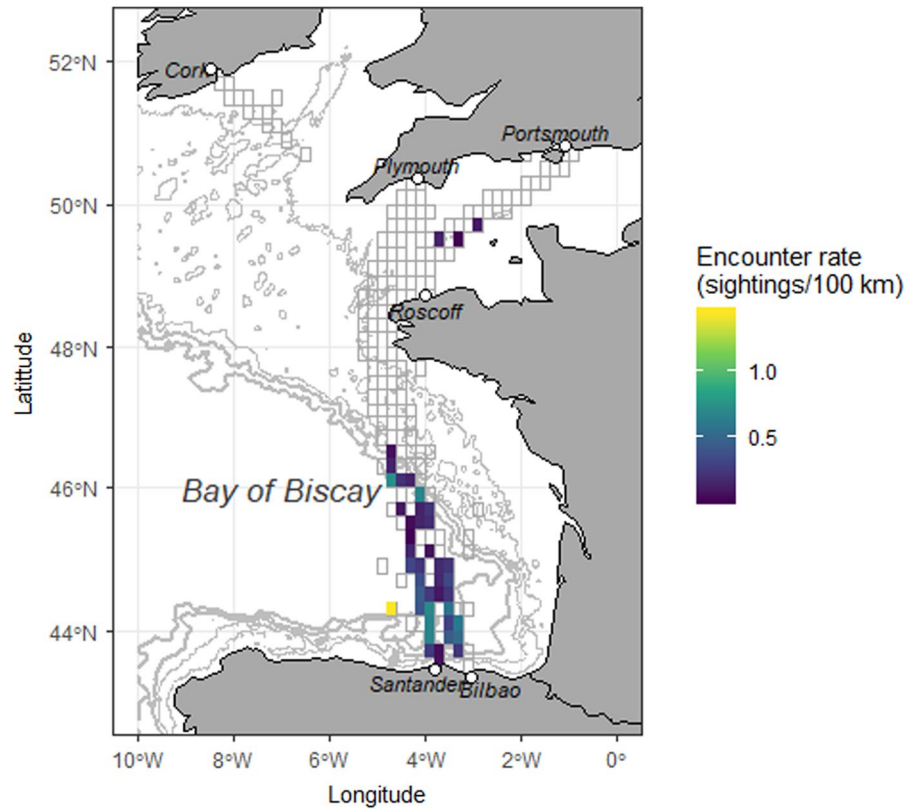 52°N
50°N
48°N
46°N
44°N
10°W
8°W
6°W
4°W
2°W
0°
Latittude
Longitude
Cork
Portsmouth
Plymouth
Roscoff
Bay of Biscay
Santander
Bilbao
Encounter rate
(sightings/100 km)
1.0
0.5